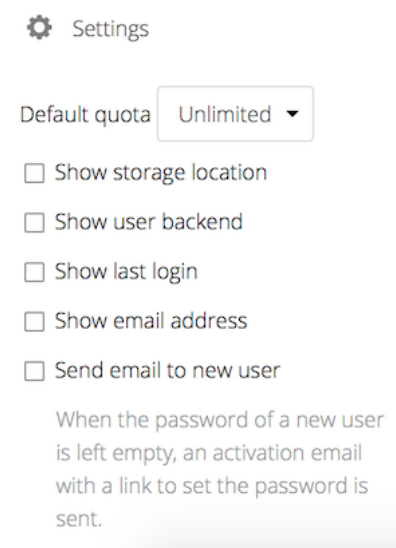 Settings
Default quota Unlimited
Show storage location
Show user backend
Show last login
Show email address
Send email to new user
When the password of a new user
is left empty, an activation email
with a link to set the password is
sent.